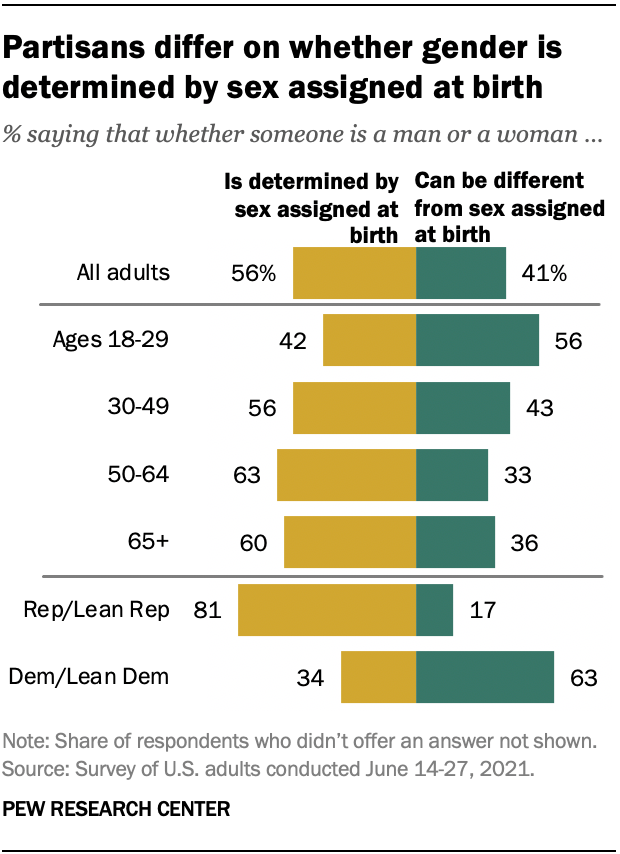 Partisans differ on whether gender is
determined by sex assigned at birth
% saying that whether someone is a man or a woman ...
Is determined by
sex assigned at
birth
Can be different
from sex assigned
at birth
All adults 56% 41%
Ages 18-29 42 56
30-49 56 43
50-64 63 33
65+ 60 36
Rep/Lean Rep 81 17
Dem/Lean Dem 34 63
Note: Share of respondents who didn’t offer an answer not shown.
Source: Survey of U.S. adults conducted June 14-27, 2021.
PEW RESEARCH CENTER